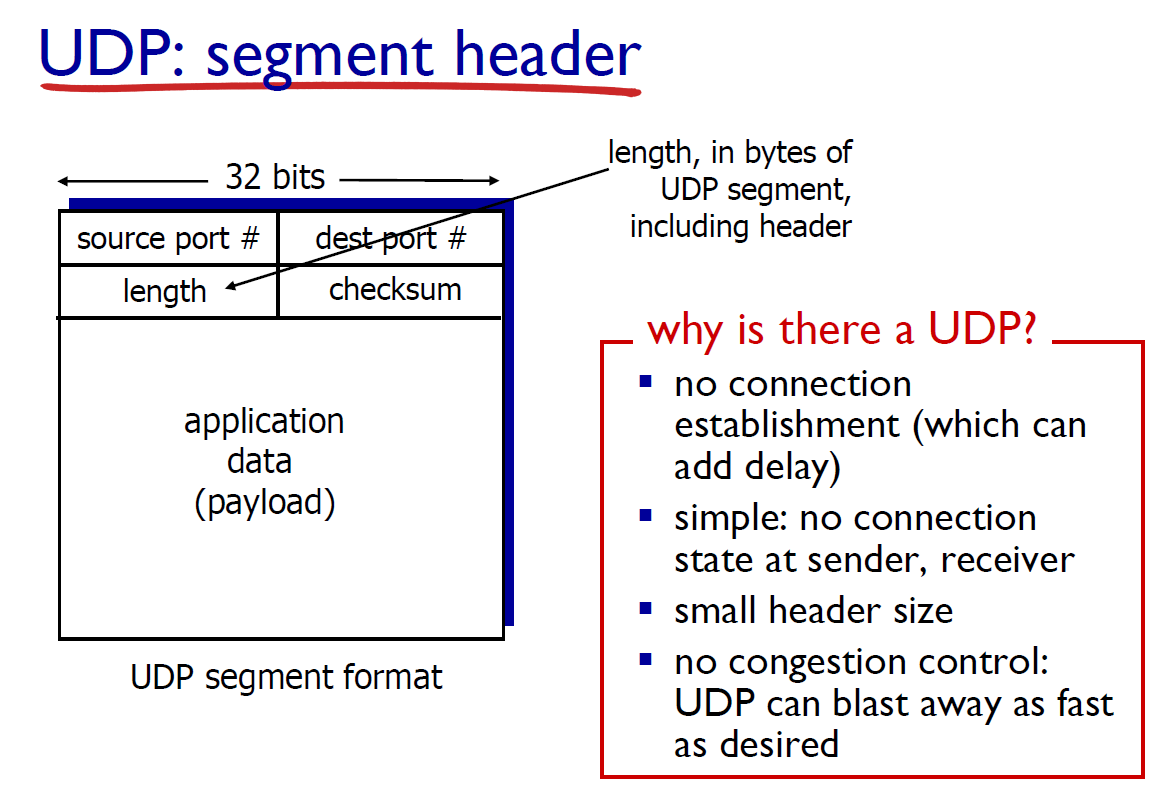 UDP: segment header
32 bits
length, in bytes of
UDP segment,
including header
source port #
dest port #
length
checksum
application
data
(payload)
UDP segment format
why is there a UDP?
▪ no connection
establishment (which can
add delay)
▪ simple: no connection
state at sender, receiver
▪ small header size
▪ no congestion control:
UDP can blast away as fast
as desired